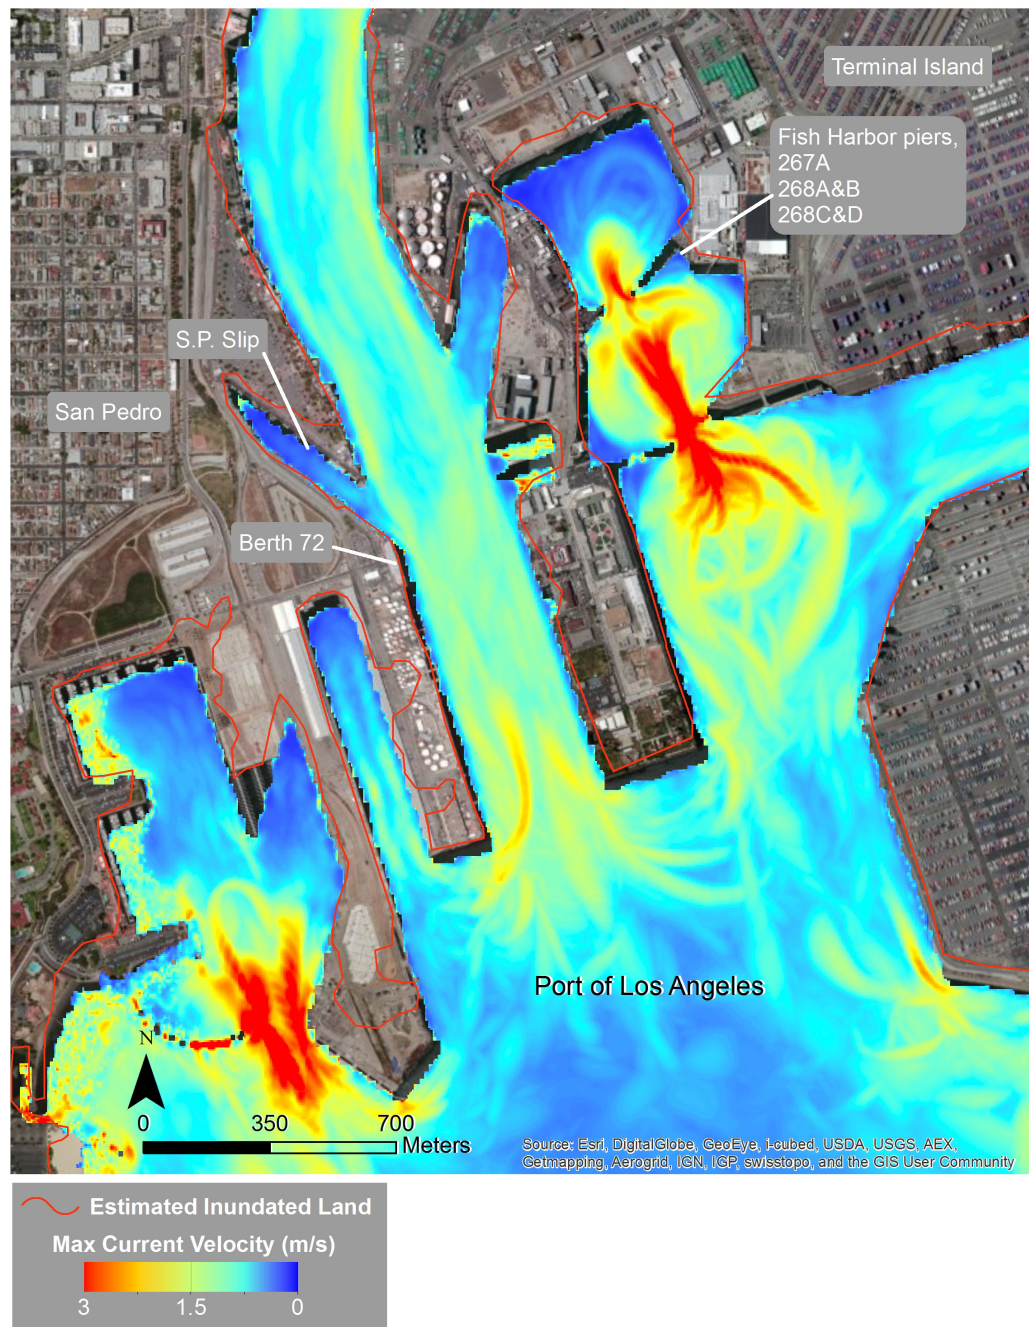 Terminal Island
Fish Harbor piers,
267A
268A&B
268C&D
S.P. Slip
San Pedro
Berth 72
Port of Los Angeles
N
0 350 700
Meters
Source: Esri, DigitalGlobe, GeoEye, i-cubed, USDA, USGS, AEX,
Getmapping, Aerogrid, IGN, IGP, swisstopo, and the GIS User Community
Estimated Inundated Land
Max Current Velocity (m/s)
3 1.5 0